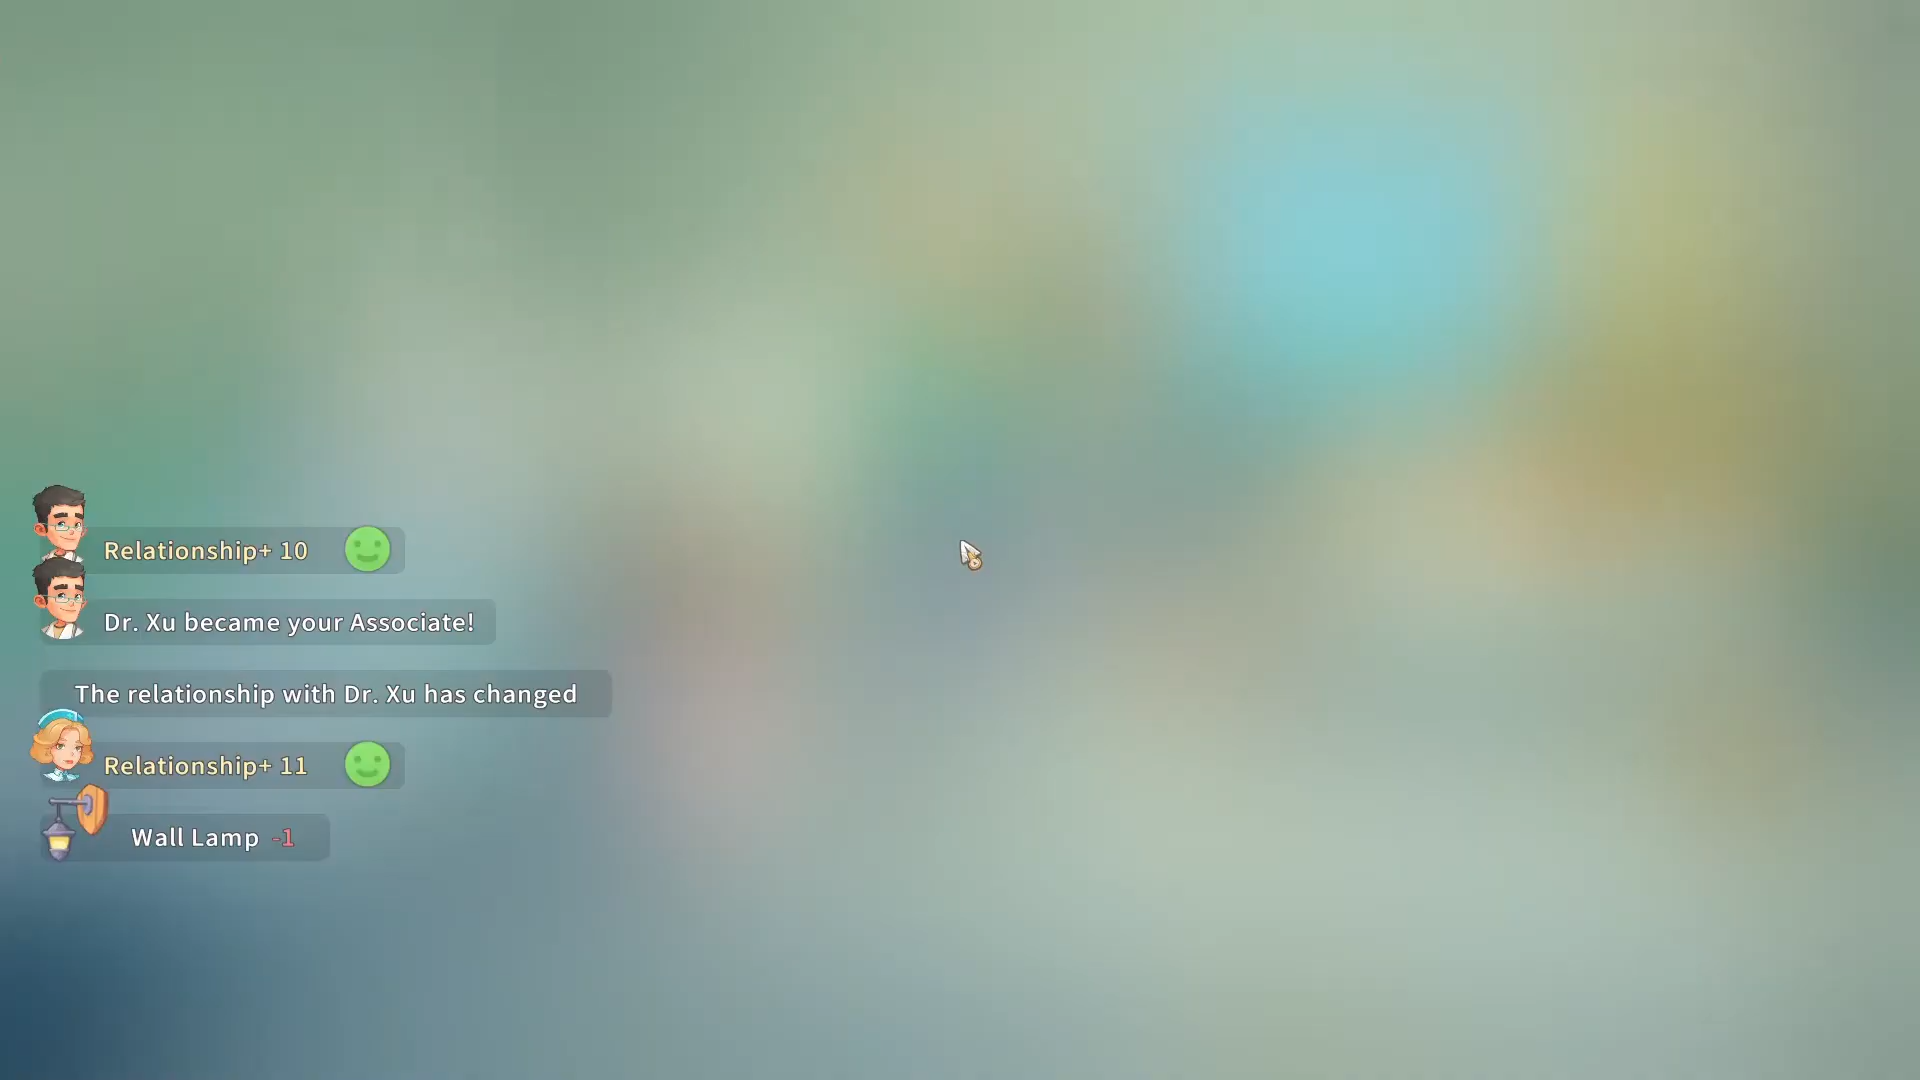 Relationship+ 10
Dr. Xu became your Associate!
The relationship with Dr. Xu has changed
Relationship+ 11
Wall Lamp -1